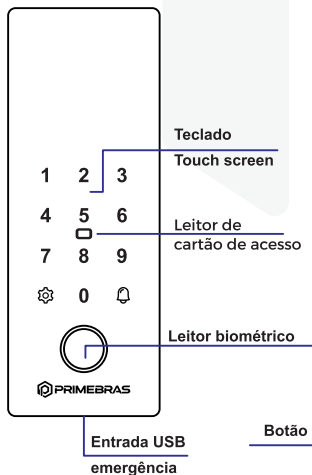 Teclado
Touch screen
1 2 3
4 5 6
Leitor de
cartão de acesso
7 8 9
0
Leitor biométrico
PRIMEBRAS
Entrada USB
emergência
Botão